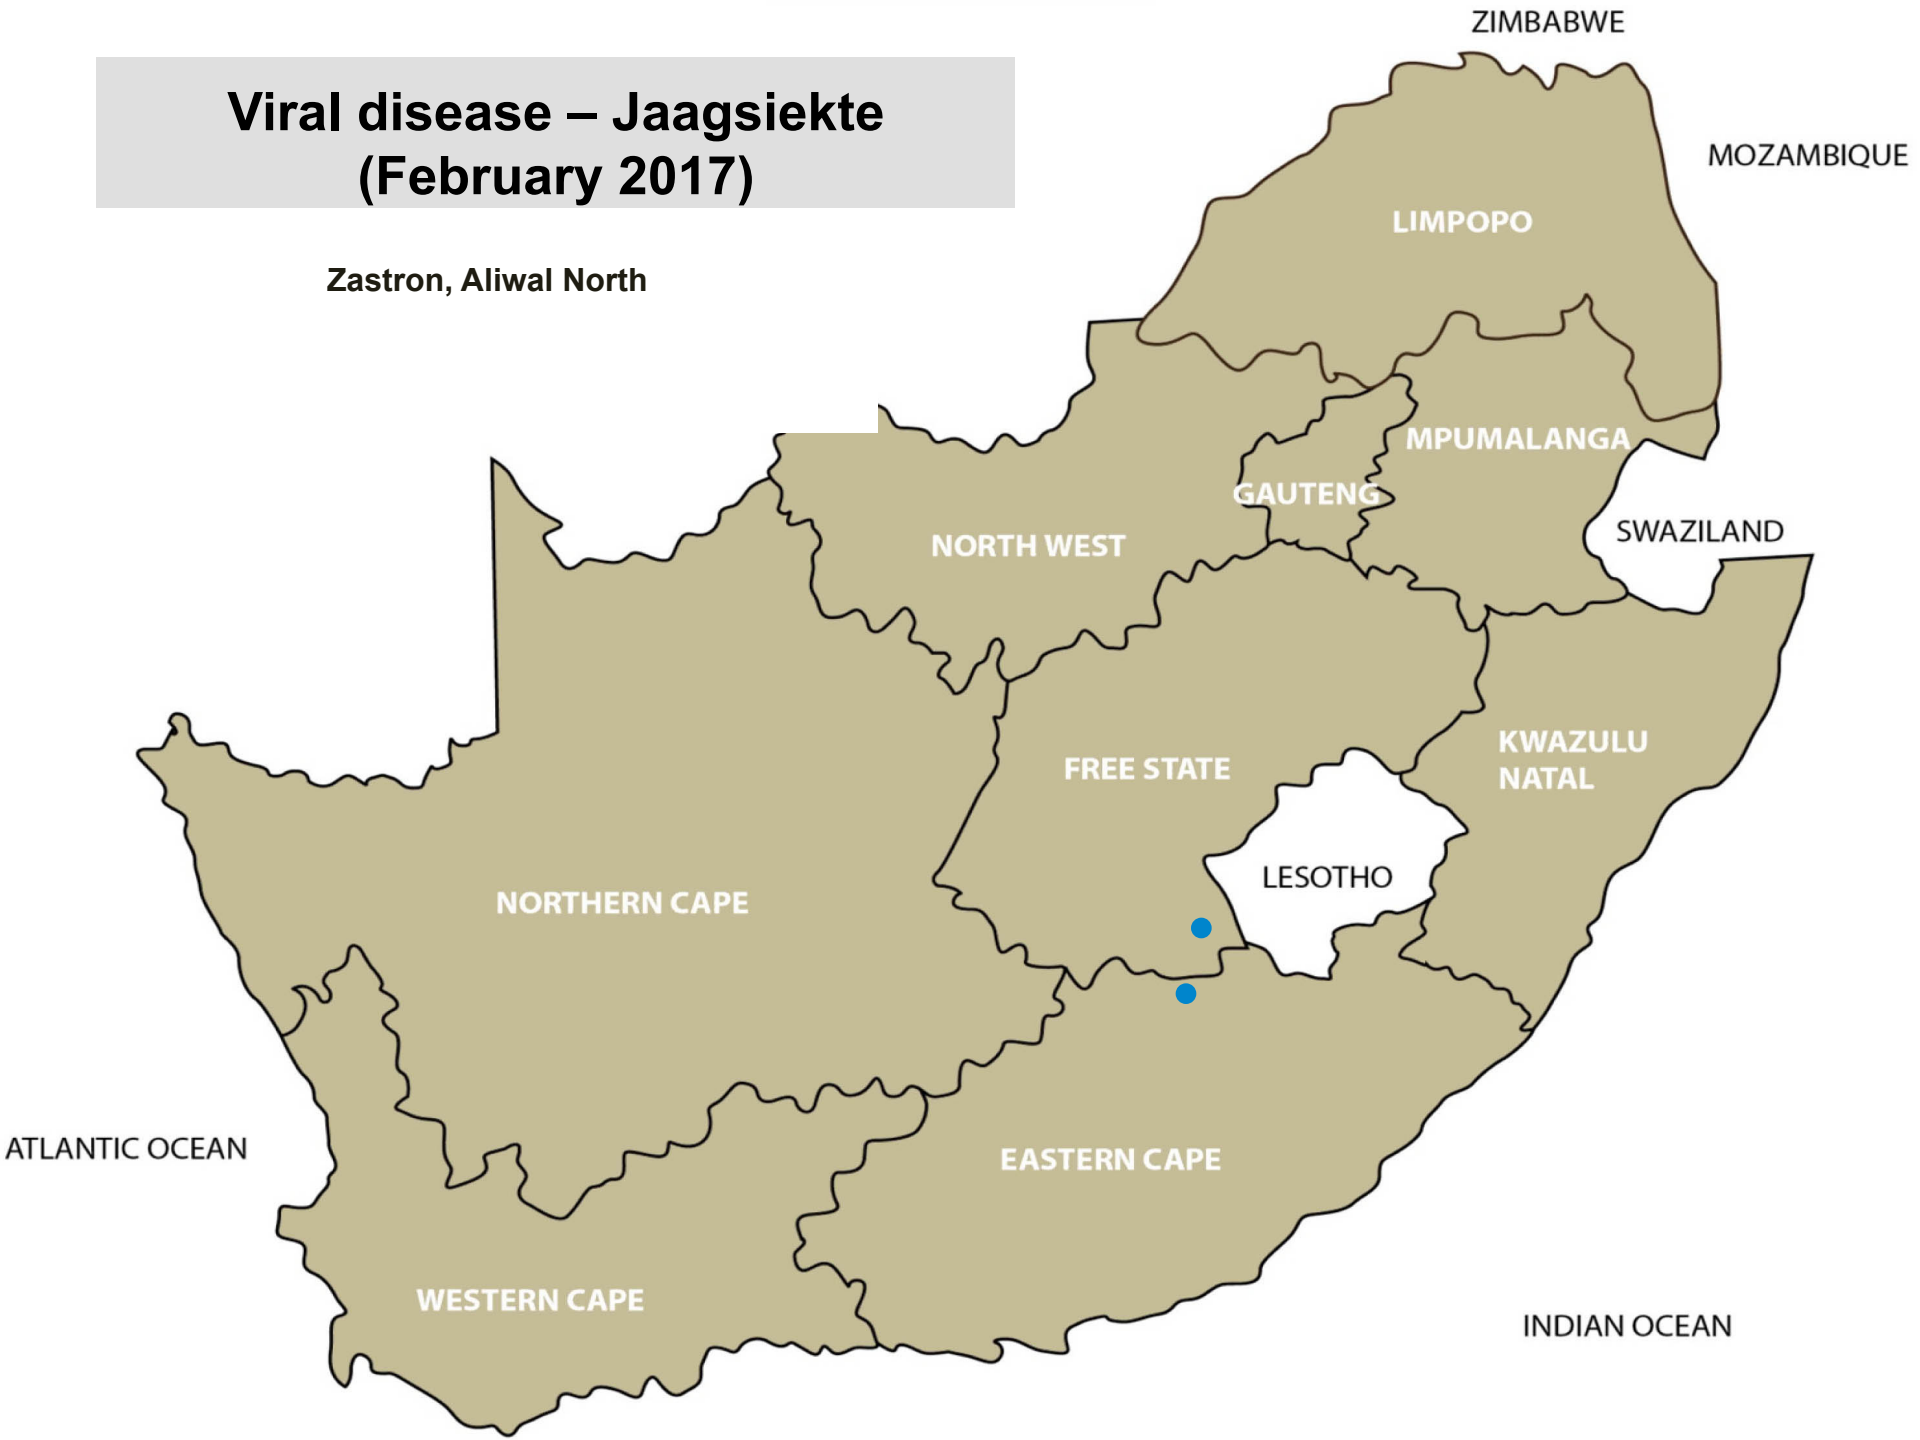 ZIMBABWE
Viral disease – Jaagsiekte
(February 2017)
MOZAMBIQUE
LIMPOPO
Zastron, Aliwal North
MPUMALANGA
GAUTENG
SWAZILAND
NORTH WEST
KWAZULU
NATAL
FREE STATE
LESOTHO
NORTHERN CAPE
ATLANTIC OCEAN
EASTERN CAPE
WESTERN CAPE
INDIAN OCEAN